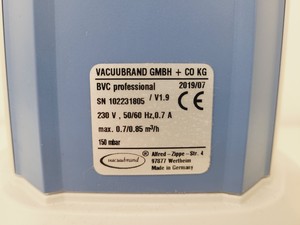 VACUUBRAND GMBH + CO KG
BVC professional 2019/07
SN 102231805 / V1.9
230 V , 50/60 Hz,0.7 A
max. 0.7/0.85 m³/h
150 mbar
CE
vacuubrand
Alfred - Zippe - Str. 4
97877 Wertheim
Made in Germany